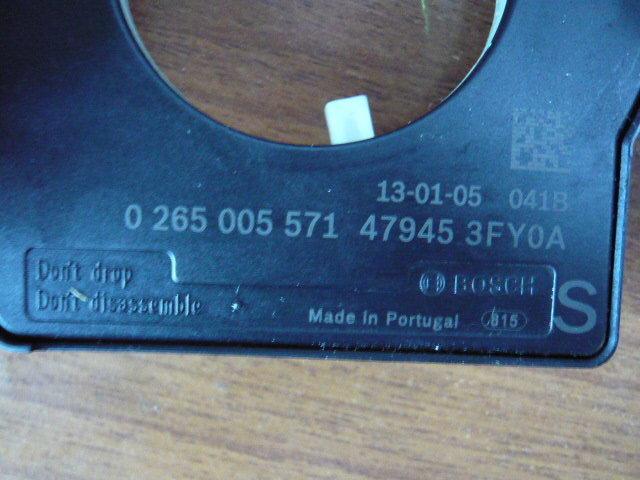 13-01-05 041B
0 265 005 571 47945 3FY0A
Don't drop
Don't disassemble
BOSCH
Made in Portugal 815
S